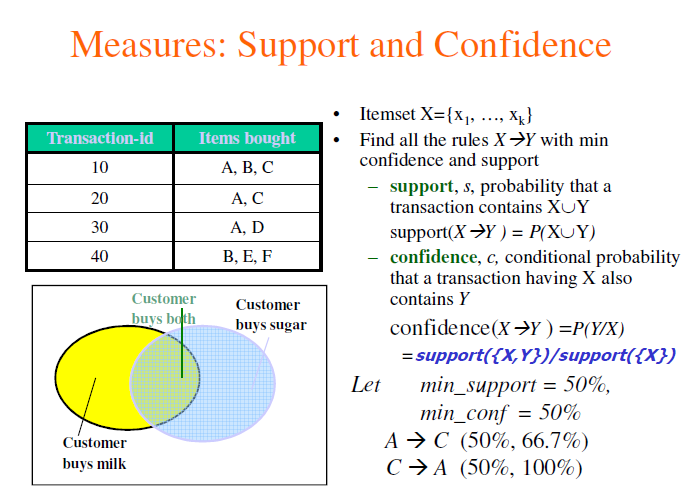 Measures: Support and Confidence
Transaction-id Items bought
10 A, B, C
20 A, C
30 A, D
40 B, E, F
Customer
buys both
Customer
buys sugar
Customer
buys milk
• Itemset X={x1, …, xk}
• Find all the rules X→Y with min
confidence and support
– support, s, probability that a
transaction contains X∪Y
support(X→Y ) = P(X∪Y)
– confidence, c, conditional probability
that a transaction having X also
contains Y
confidence(X→Y ) =P(Y/X)
=support({X,Y})/support({X})
Let min_support = 50%,
min_conf = 50%
A → C (50%, 66.7%)
C → A (50%, 100%)